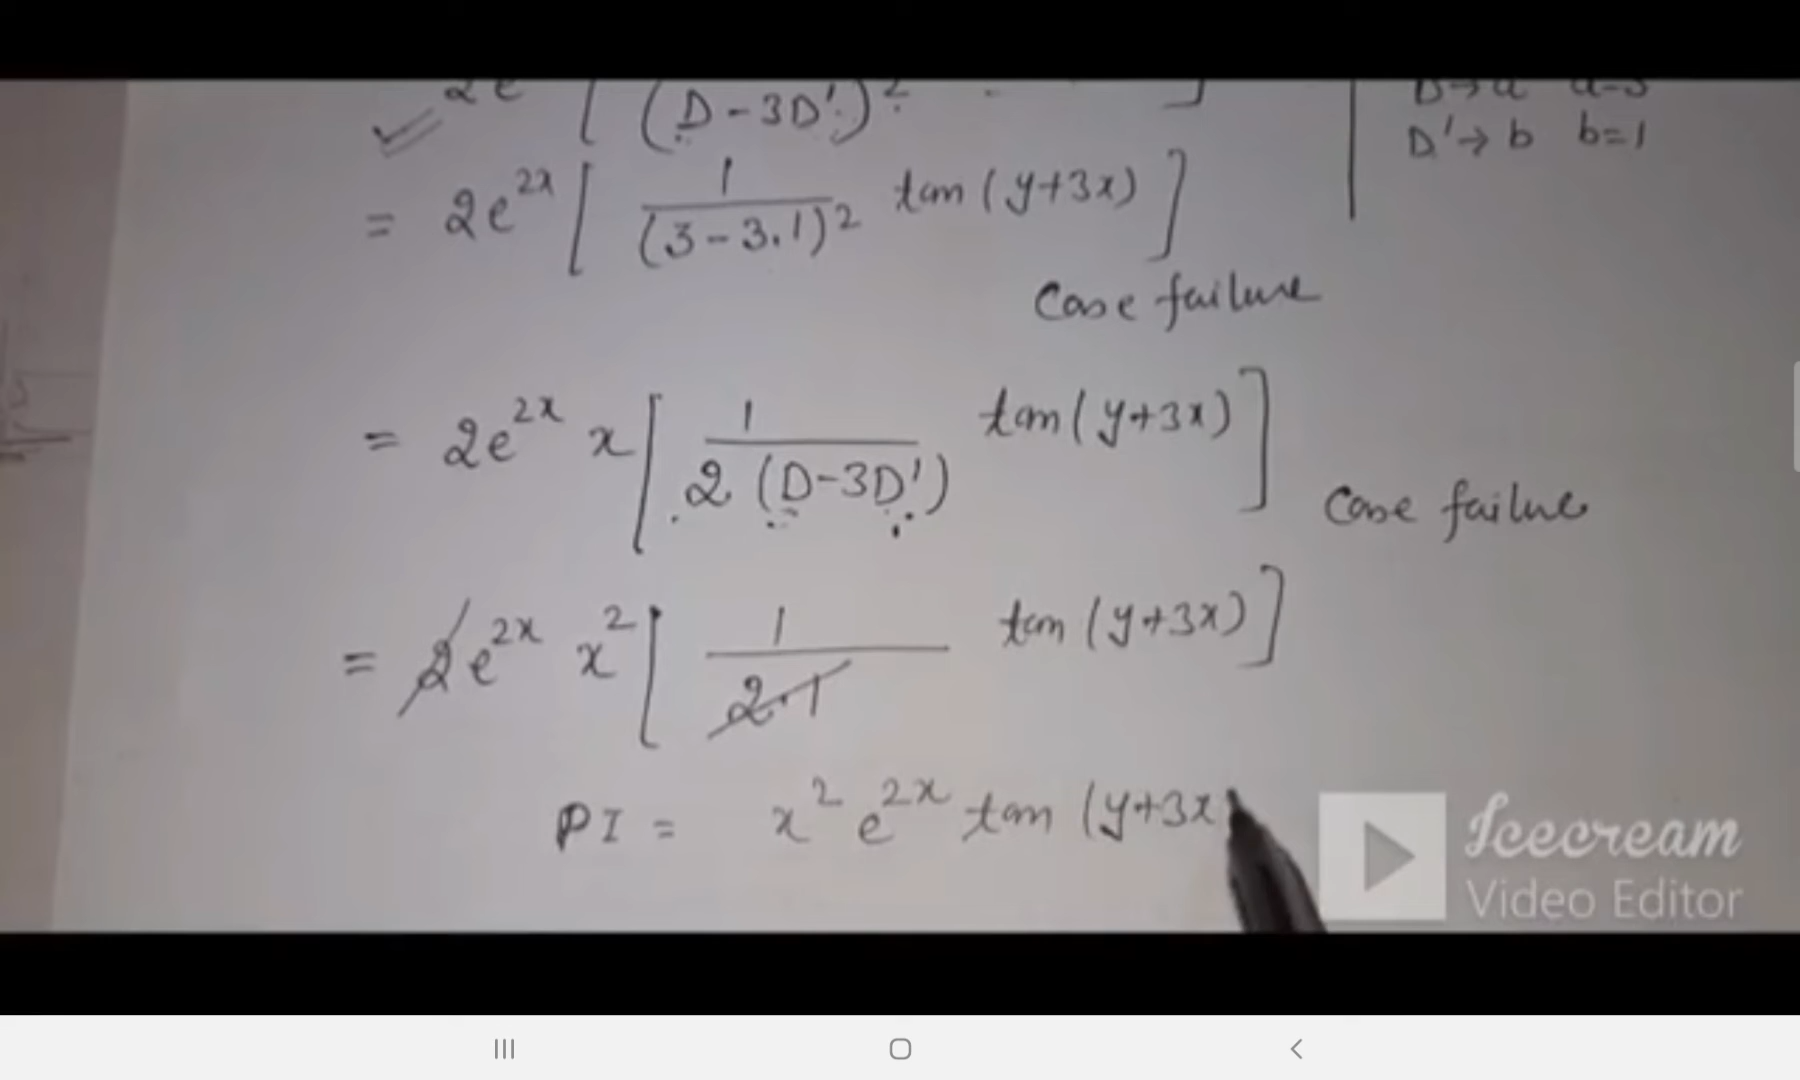 2e [ (D-3D')² ]
D→a a=3
D'→b b=1
= 2e^{2x} [ 1/(3-3.1)² tan(y+3x) ]
Case failure
= 2e^{2x} x [ 1/2(D-3D') tan(y+3x) ]
Case failure
= 2e^{2x} x² [ 1/2.1 tan(y+3x) ]
PI = x² e^{2x} tan (y+3x
Icecream
Video Editor